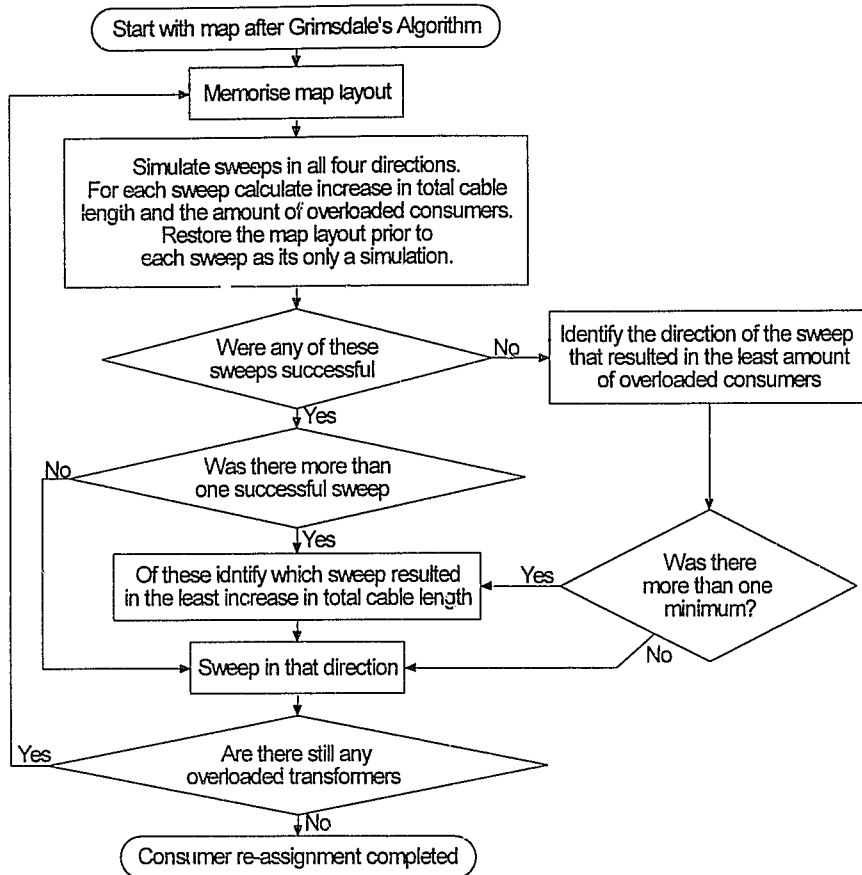 Start with map after Grimsdale's Algorithm
Memorise map layout
Simulate sweeps in all four directions.
For each sweep calculate increase in total cable
length and the amount of overloaded consumers.
Restore the map layout prior to
each sweep as its only a simulation.
Were any of these
sweeps successful
No
Identify the direction of the sweep
that resulted in the least amount
of overloaded consumers
Yes
No
Was there more than
one successful sweep
Yes
Of these idntify which sweep resulted
in the least increase in total cable length
Yes
Was there
more than one
minimum?
No
Sweep in that direction
Yes
Are there still any
overloaded transformers
No
Consumer re-assignment completed